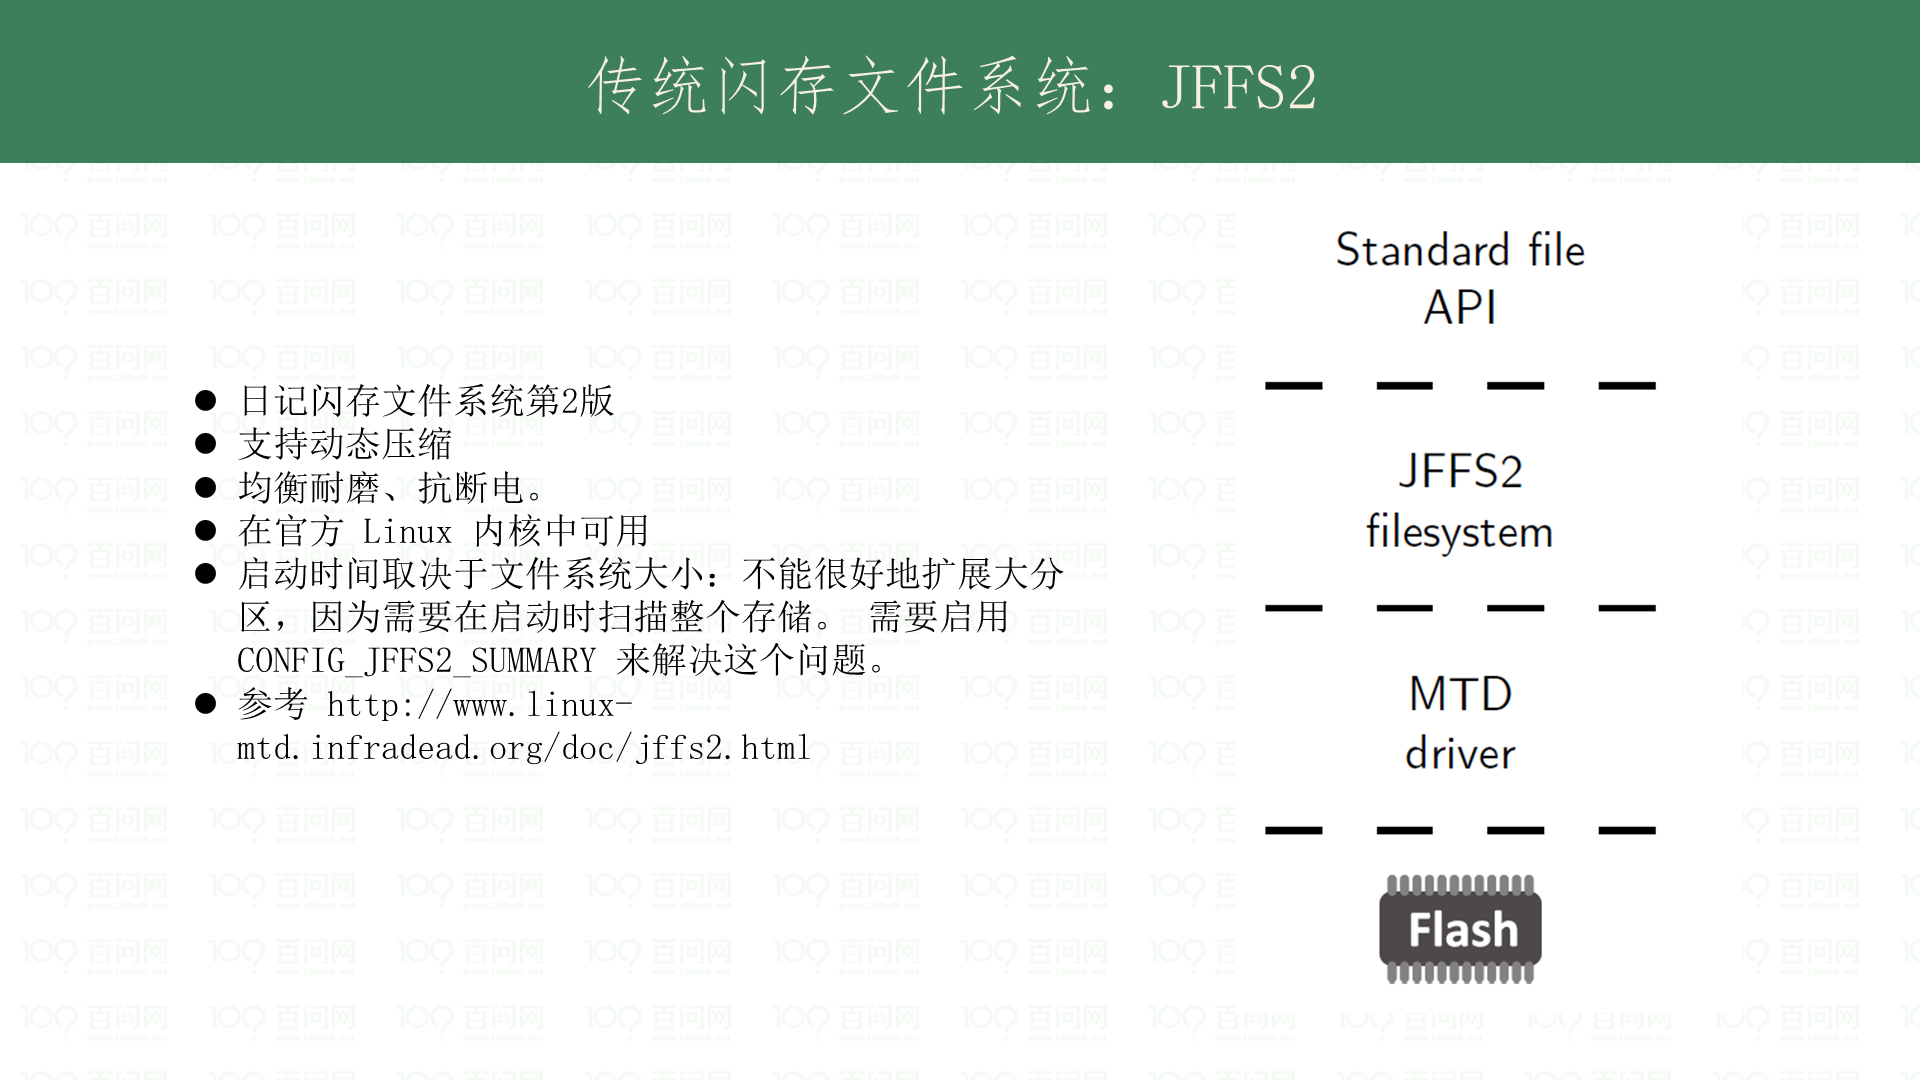 传统闪存文件系统：JFFS2
日记闪存文件系统第2版
支持动态压缩
均衡耐磨、抗断电。
在官方 Linux 内核中可用
启动时间取决于文件系统大小：不能很好地扩展大分
区，因为需要在启动时扫描整个存储。 需要启用
CONFIG_JFFS2_SUMMARY 来解决这个问题。
参考 http://www.linux-
mtd.infradead.org/doc/jffs2.html
Standard file
API
JFFS2
filesystem
MTD
driver
Flash